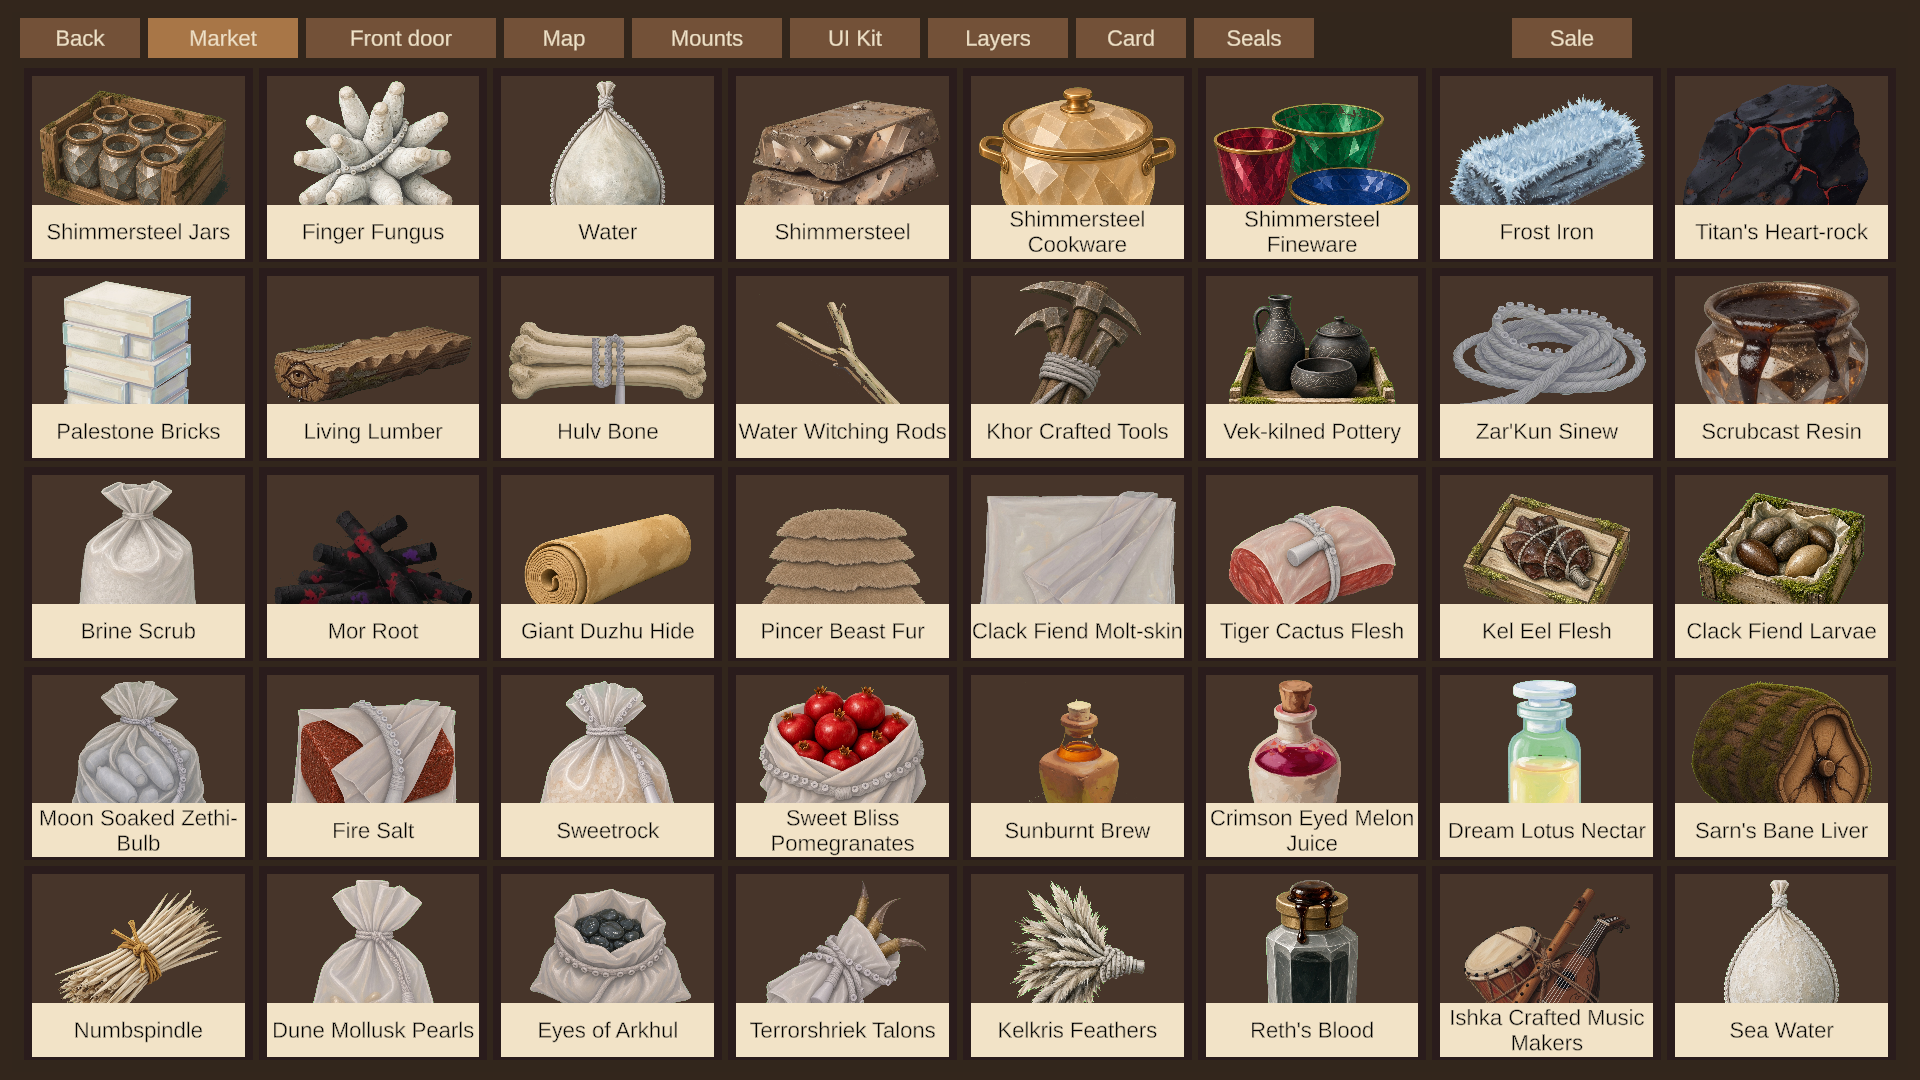 Back
Market
Front door
Map
Mounts
UI Kit
Layers
Card
Seals
Sale
Shimmersteel Jars
Finger Fungus
Water
Shimmersteel
Shimmersteel
Cookware
Shimmersteel
Fineware
Frost Iron
Titan's Heart-rock
Palestone Bricks
Living Lumber
Hulv Bone
Water Witching Rods
Khor Crafted Tools
Vek-kilned Pottery
Zar'Kun Sinew
Scrubcast Resin
Brine Scrub
Mor Root
Giant Duzhu Hide
Pincer Beast Fur
Clack Fiend Molt-skin
Tiger Cactus Flesh
Kel Eel Flesh
Clack Fiend Larvae
Moon Soaked Zethi-
Bulb
Fire Salt
Sweetrock
Sweet Bliss
Pomegranates
Sunburnt Brew
Crimson Eyed Melon
Juice
Dream Lotus Nectar
Sarn's Bane Liver
Numbspindle
Dune Mollusk Pearls
Eyes of Arkhul
Terrorshriek Talons
Kelkris Feathers
Reth's Blood
Ishka Crafted Music
Makers
Sea Water